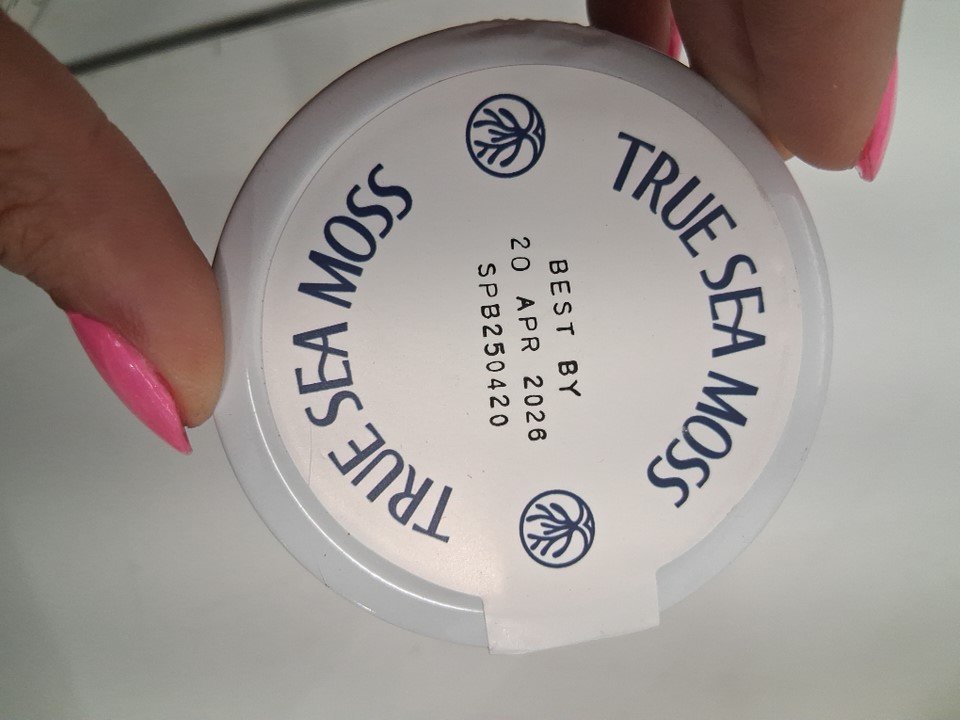 TRUE SEA MOSS
BEST BY
20 APR 2026
SPB250420
TRUE SEA MOSS